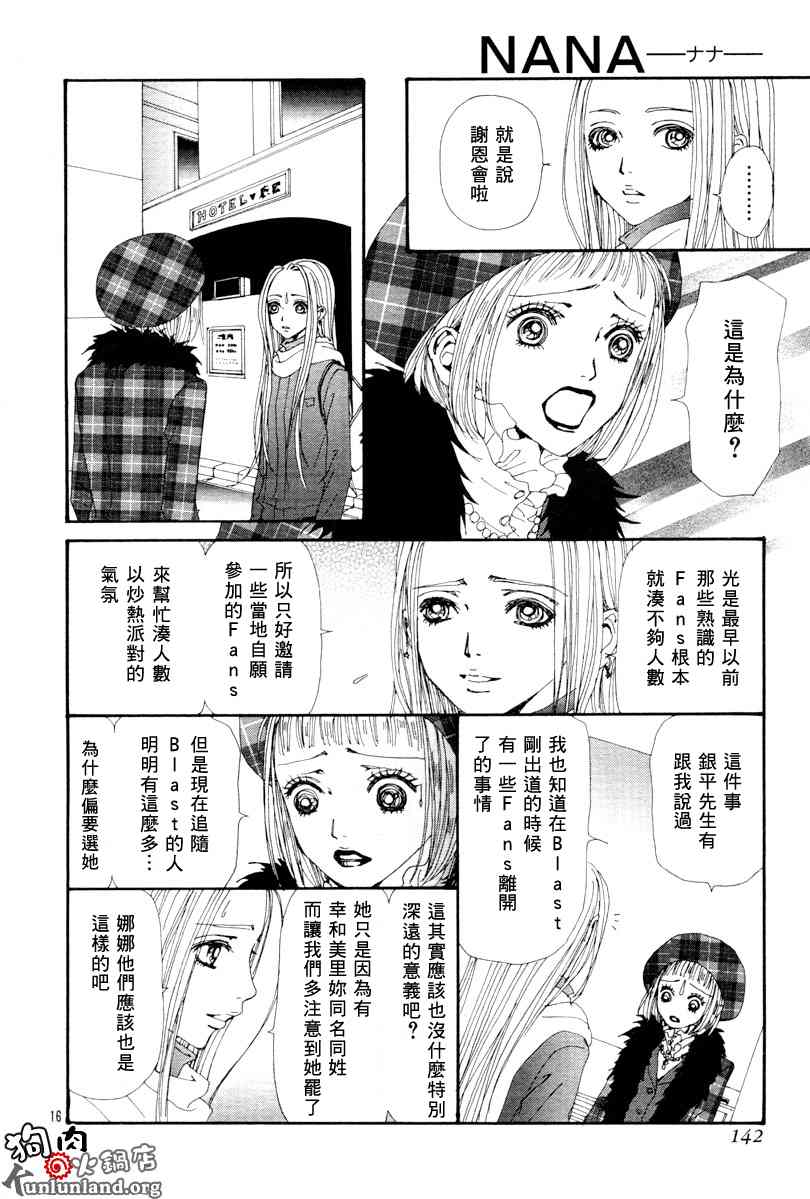 NANA—ナナ—
就是說
謝恩會啦
……
HOTEL
這是為什麼？
光是最早以前
那些熟識的
Fans根本
就湊不夠人數
所以只好邀請
一些當地自願
參加的Fans
來幫忙湊人數
以炒熱派對的
氣氛
這件事
銀平先生有
跟我說過
我也知道在Blast
剛出道的時候
有一些Fans離開
了的事情
但是現在追隨
Blast的人
明明有這麼多…
為什麼偏要選她
這其實應該也沒什麼特別
深遠的意義吧？
她只是因為有
幸和美里妳同名同姓
而讓我們多注意到她罷了
娜娜他們應該也是
這樣的吧
16
142
狗肉
火鍋店
Kunlunland.org